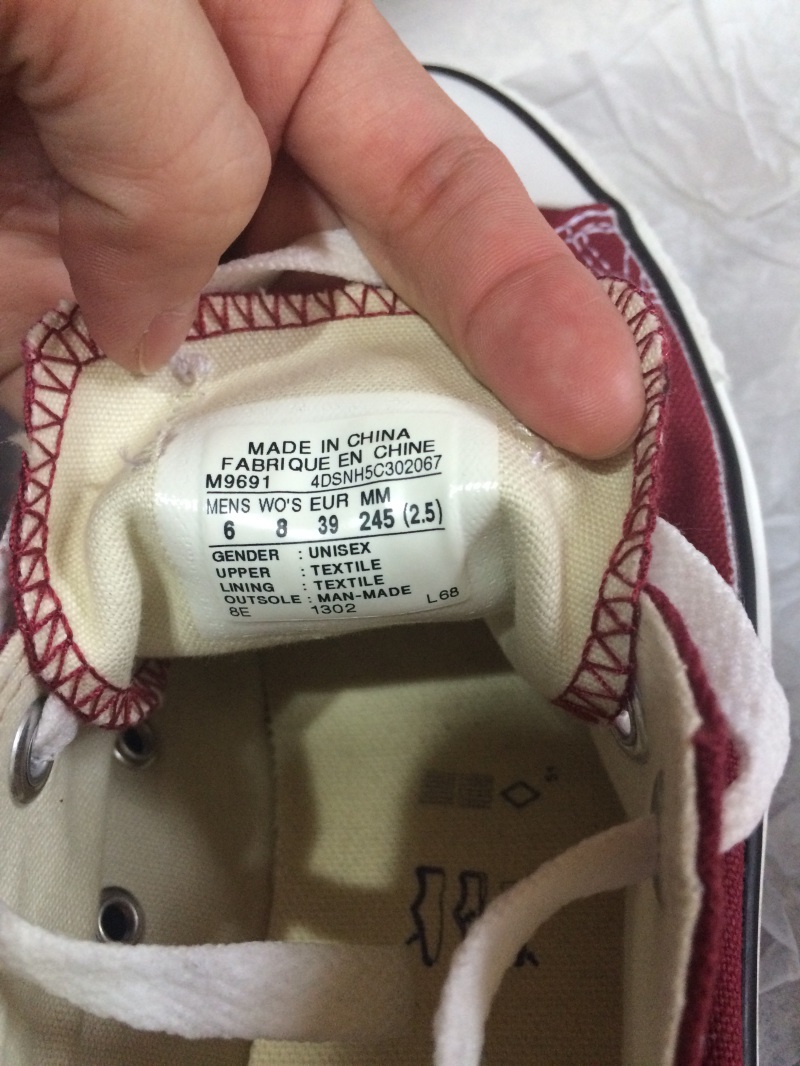 MADE IN CHINA
FABRIQUE EN CHINE
M9691 4DSNH5C302067
MENS WO'S EUR MM
6 8 39 245 (2.5)
GENDER : UNISEX
UPPER : TEXTILE
LINING : TEXTILE
OUTSOLE : MAN-MADE
8E 1302 L68